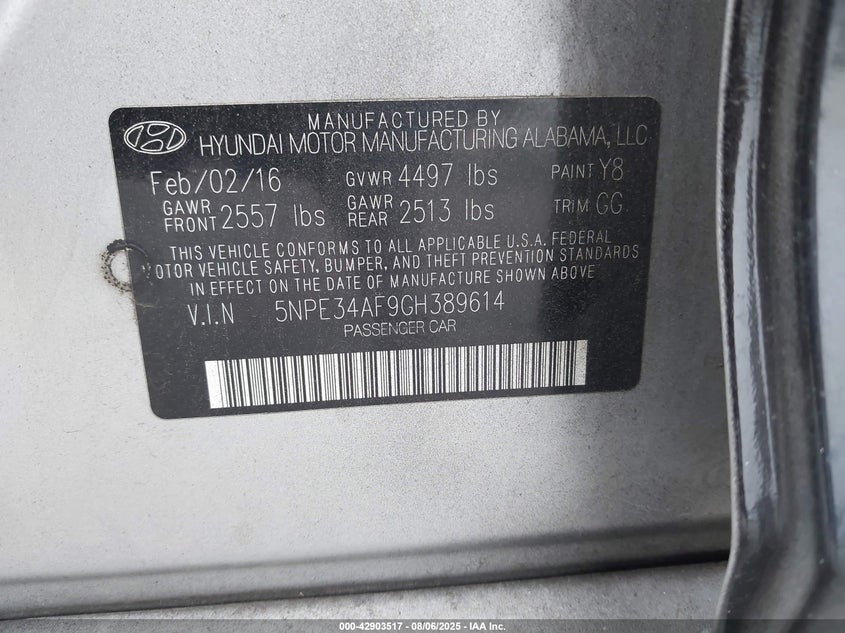 MANUFACTURED BY
HYUNDAI MOTOR MANUFACTURING ALABAMA, LLC
Feb/02/16 GVWR 4497 lbs PAINT Y8
GAWR FRONT 2557 lbs GAWR REAR 2513 lbs TRIM GG
THIS VEHICLE CONFORMS TO ALL APPLICABLE U.S.A. FEDERAL
MOTOR VEHICLE SAFETY, BUMPER, AND THEFT PREVENTION STANDARDS
IN EFFECT ON THE DATE OF MANUFACTURE SHOWN ABOVE
V.I.N 5NPE34AF9GH389614
PASSENGER CAR
000-42903517 - 08/06/2025 - IAA Inc.